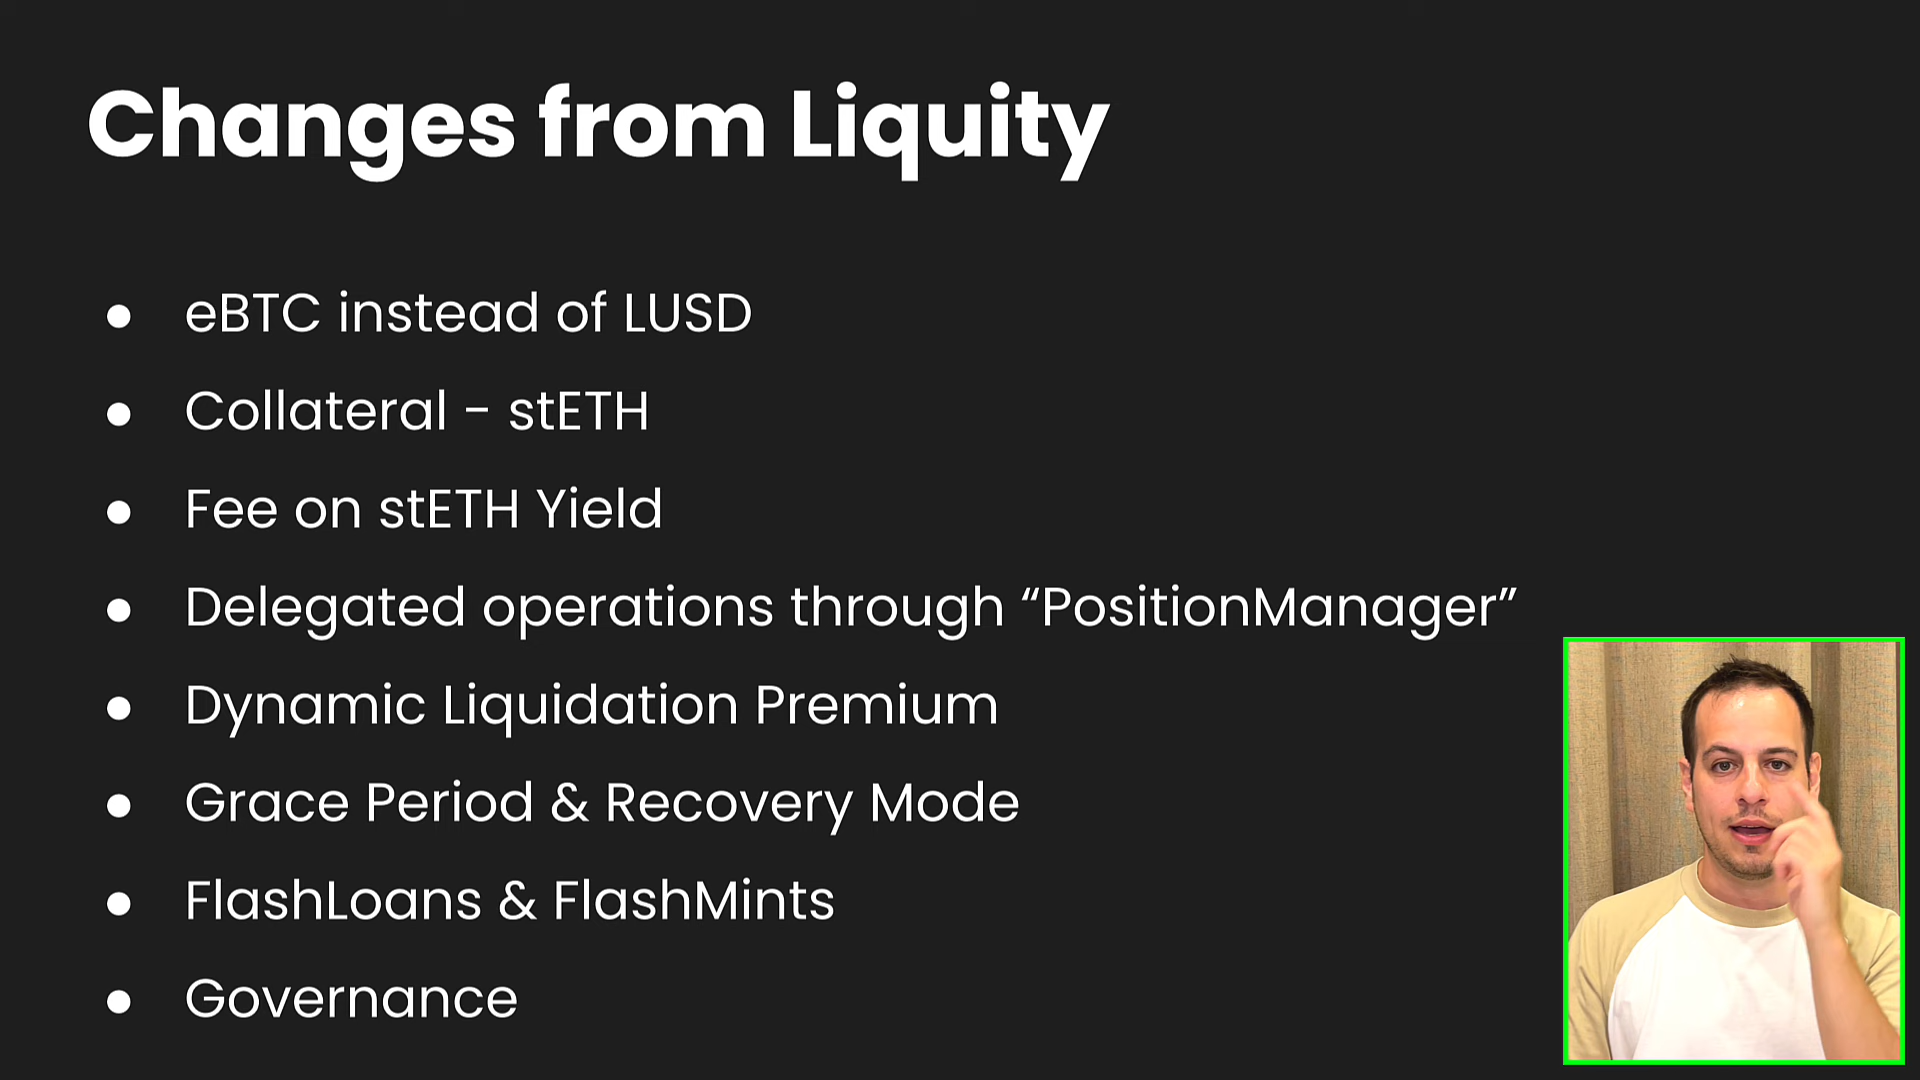 Changes from Liquity
● eBTC instead of LUSD
● Collateral - stETH
● Fee on stETH Yield
● Delegated operations through “PositionManager”
● Dynamic Liquidation Premium
● Grace Period & Recovery Mode
● FlashLoans & FlashMints
● Governance